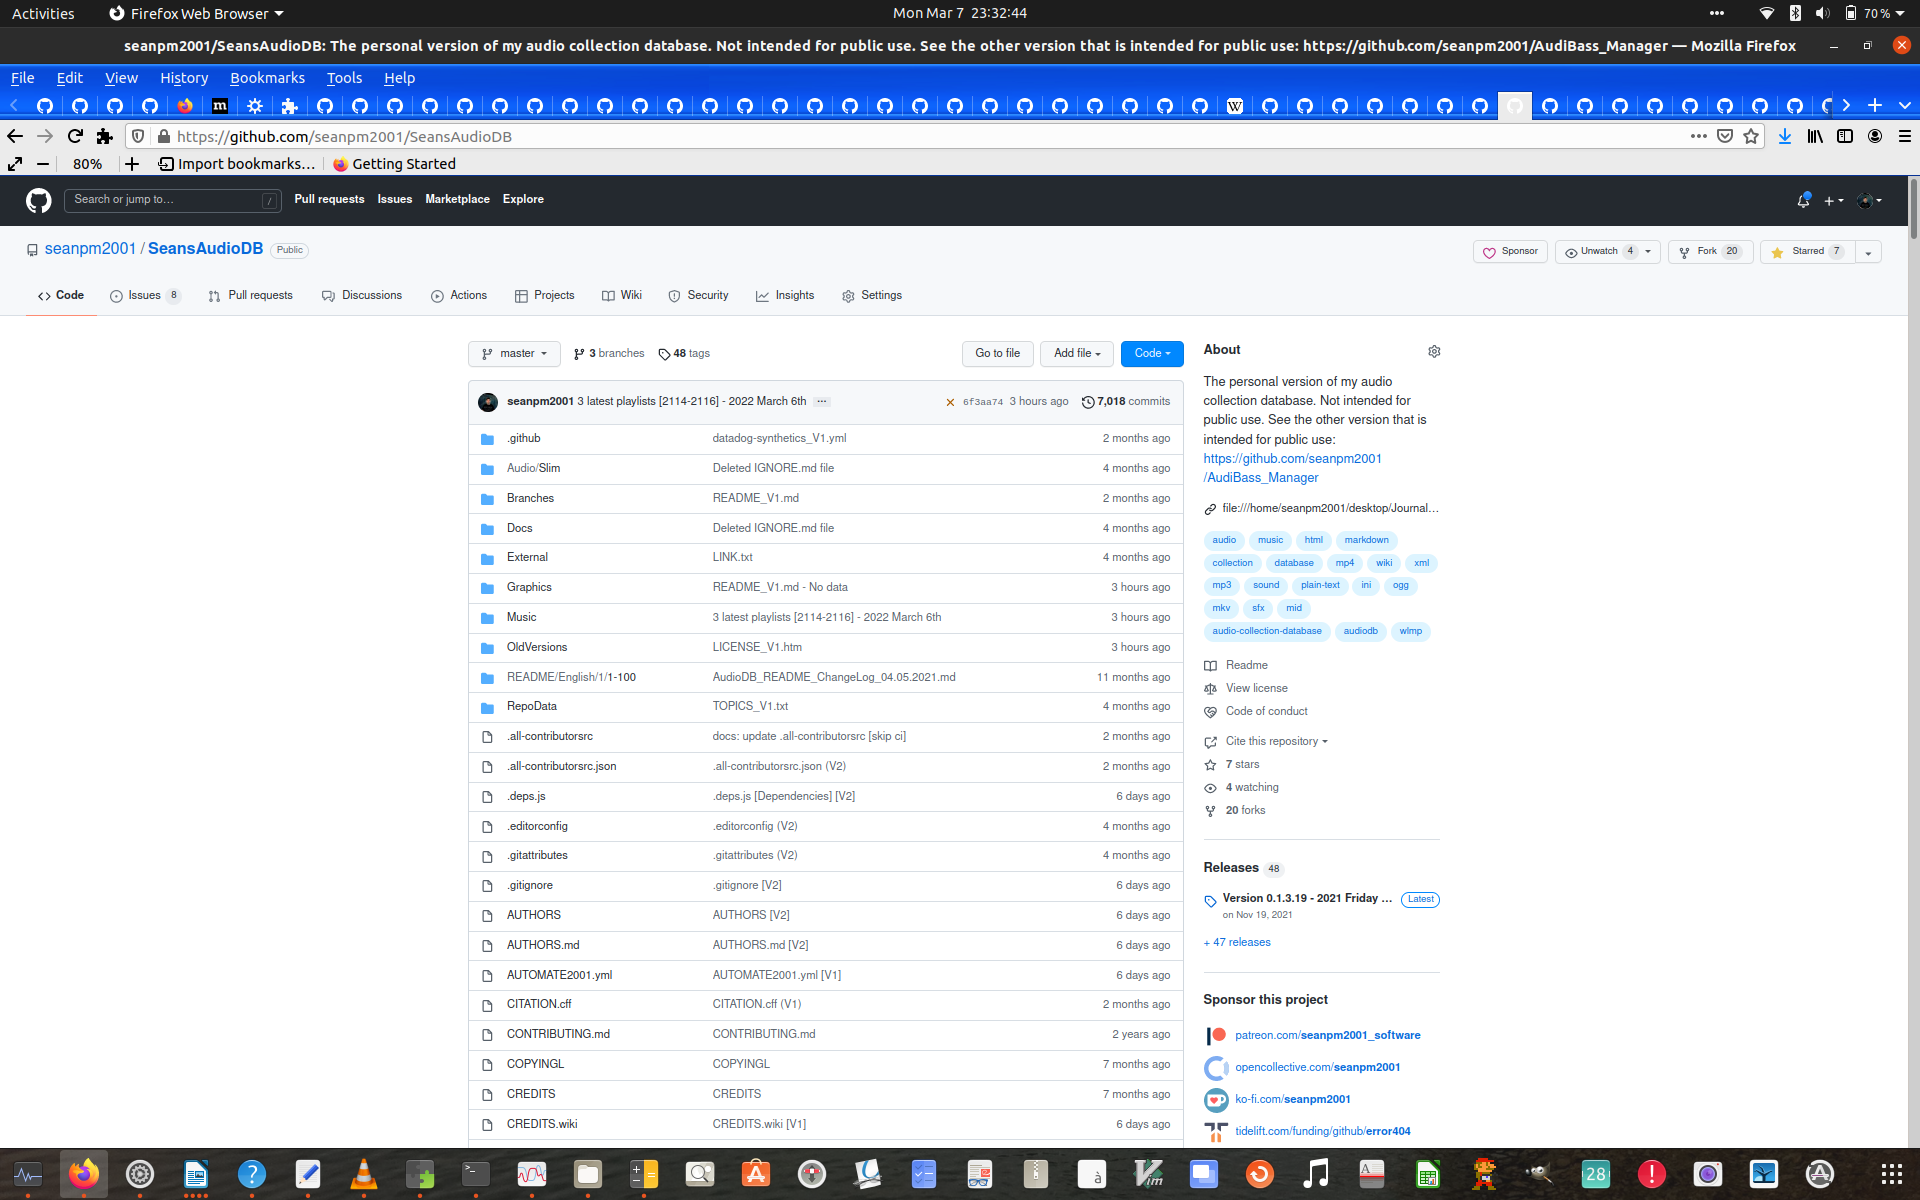 Activities
Firefox Web Browser
Mon Mar 7 23:32:44
70 %
seanpm2001/SeansAudioDB: The personal version of my audio collection database. Not intended for public use. See the other version that is intended for public use: https://github.com/seanpm2001/AudiBass_Manager — Mozilla Firefox
File Edit View History Bookmarks Tools Help
https://github.com/seanpm2001/SeansAudioDB
80%
Import bookmarks…
Getting Started
Search or jump to…
/
Pull requests Issues Marketplace Explore
seanpm2001 / SeansAudioDB Public
Sponsor
Unwatch 4
Fork 20
Starred 7
Code
Issues 8
Pull requests
Discussions
Actions
Projects
Wiki
Security
Insights
Settings
master
3 branches
48 tags
Go to file
Add file
Code
seanpm2001 3 latest playlists [2114-2116] - 2022 March 6th ... 6f3aa74 3 hours ago 7,018 commits
.github datadog-synthetics_V1.yml 2 months ago
Audio/Slim Deleted IGNORE.md file 4 months ago
Branches README_V1.md 2 months ago
Docs Deleted IGNORE.md file 4 months ago
External LINK.txt 4 months ago
Graphics README_V1.md - No data 3 hours ago
Music 3 latest playlists [2114-2116] - 2022 March 6th 3 hours ago
OldVersions LICENSE_V1.htm 3 hours ago
README/English/1/1-100 AudioDB_README_ChangeLog_04.05.2021.md 11 months ago
RepoData TOPICS_V1.txt 4 months ago
.all-contributorsrc docs: update .all-contributorsrc [skip ci] 2 months ago
.all-contributorsrc.json .all-contributorsrc.json (V2) 2 months ago
.deps.js .deps.js [Dependencies] [V2] 6 days ago
.editorconfig .editorconfig (V2) 4 months ago
.gitattributes .gitattributes (V2) 4 months ago
.gitignore .gitignore [V2] 6 days ago
AUTHORS AUTHORS [V2] 6 days ago
AUTHORS.md AUTHORS.md [V2] 6 days ago
AUTOMATE2001.yml AUTOMATE2001.yml [V1] 6 days ago
CITATION.cff CITATION.cff (V1) 2 months ago
CONTRIBUTING.md CONTRIBUTING.md 2 years ago
COPYINGL COPYINGL 7 months ago
CREDITS CREDITS 7 months ago
CREDITS.wiki CREDITS.wiki [V1] 6 days ago
About
The personal version of my audio
collection database. Not intended for
public use. See the other version that is
intended for public use:
https://github.com/seanpm2001
/AudiBass_Manager
file:///home/seanpm2001/desktop/Journal…
audio music html markdown
collection database mp4 wiki xml
mp3 sound plain-text ini ogg
mkv sfx mid
audio-collection-database audiodb wlmp
Readme
View license
Code of conduct
Cite this repository
7 stars
4 watching
20 forks
Releases 48
Version 0.1.3.19 - 2021 Friday ... Latest
on Nov 19, 2021
+ 47 releases
Sponsor this project
patreon.com/seanpm2001_software
opencollective.com/seanpm2001
ko-fi.com/seanpm2001
tidelift.com/funding/github/error404
28